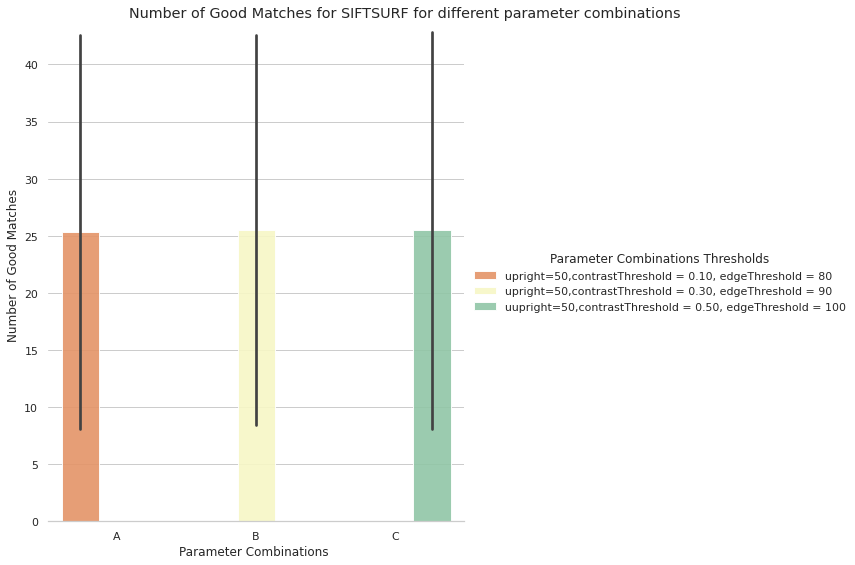 Number of Good Matches for SIFTSURF for different parameter combinations
40
35
30
25
20
15
10
5
0
Number of Good Matches
A B C
Parameter Combinations
Parameter Combinations Thresholds
upright=50,contrastThreshold = 0.10, edgeThreshold = 80
upright=50,contrastThreshold = 0.30, edgeThreshold = 90
uupright=50,contrastThreshold = 0.50, edgeThreshold = 100